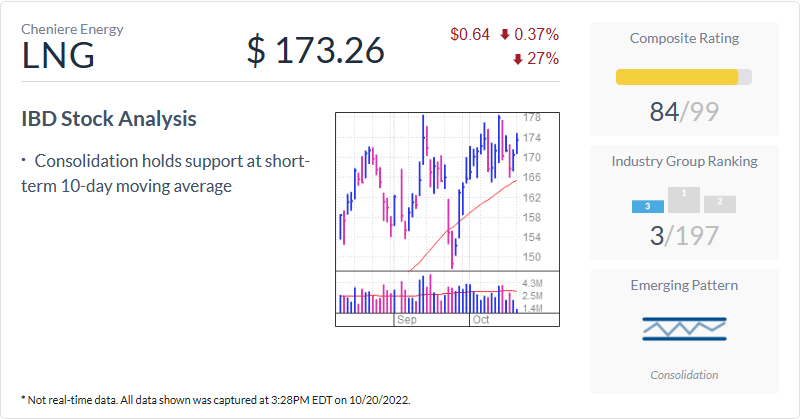 Cheniere Energy
LNG
$ 173.26
$0.64 0.37%
27%
IBD Stock Analysis
• Consolidation holds support at short-
term 10-day moving average
178
174
170
166
162
158
154
150
4.3M
2.5M
1.4M
Sep Oct
Composite Rating
84/99
Industry Group Ranking
3 1 2
3/197
Emerging Pattern
Consolidation
* Not real-time data. All data shown was captured at 3:28PM EDT on 10/20/2022.